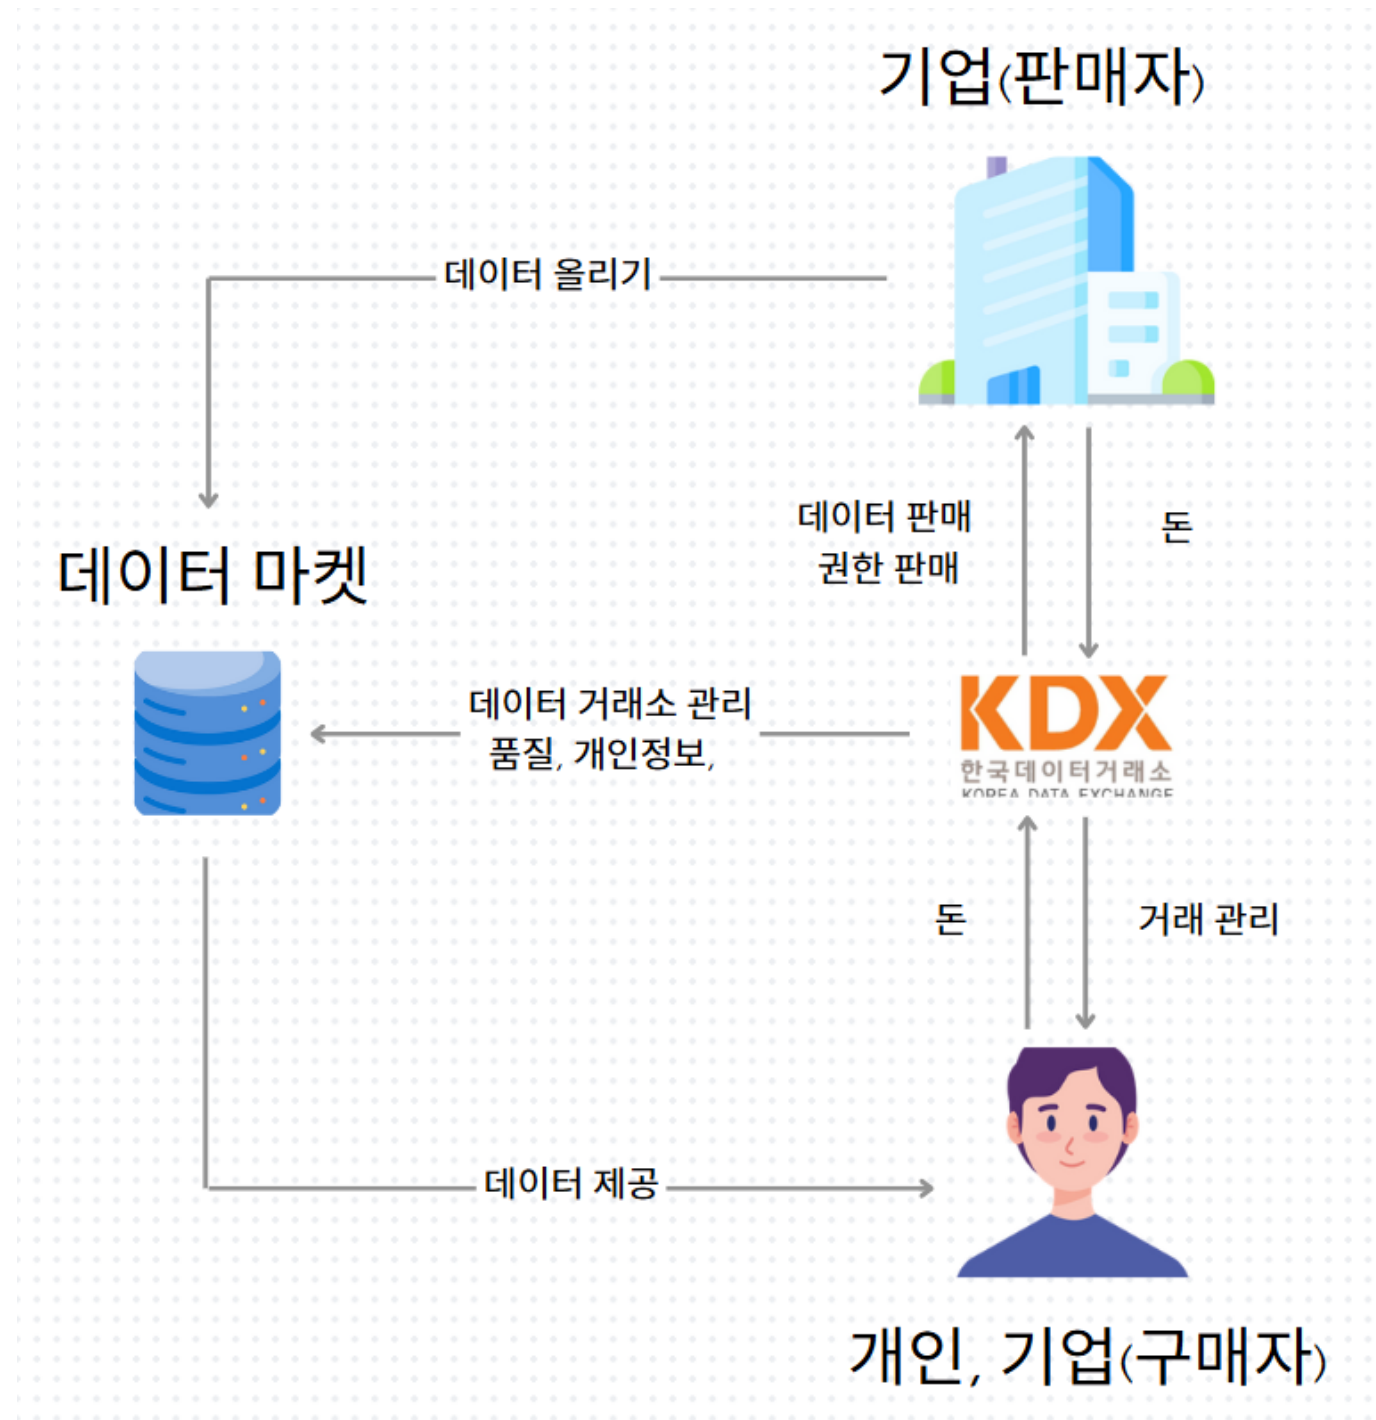 기업(판매자)
데이터 올리기
데이터 판매
권한 판매
돈
데이터 마켓
데이터 거래소 관리
품질, 개인정보,
KDX
한국데이터거래소
KOREA DATA EXCHANGE
돈
거래 관리
데이터 제공
개인, 기업(구매자)